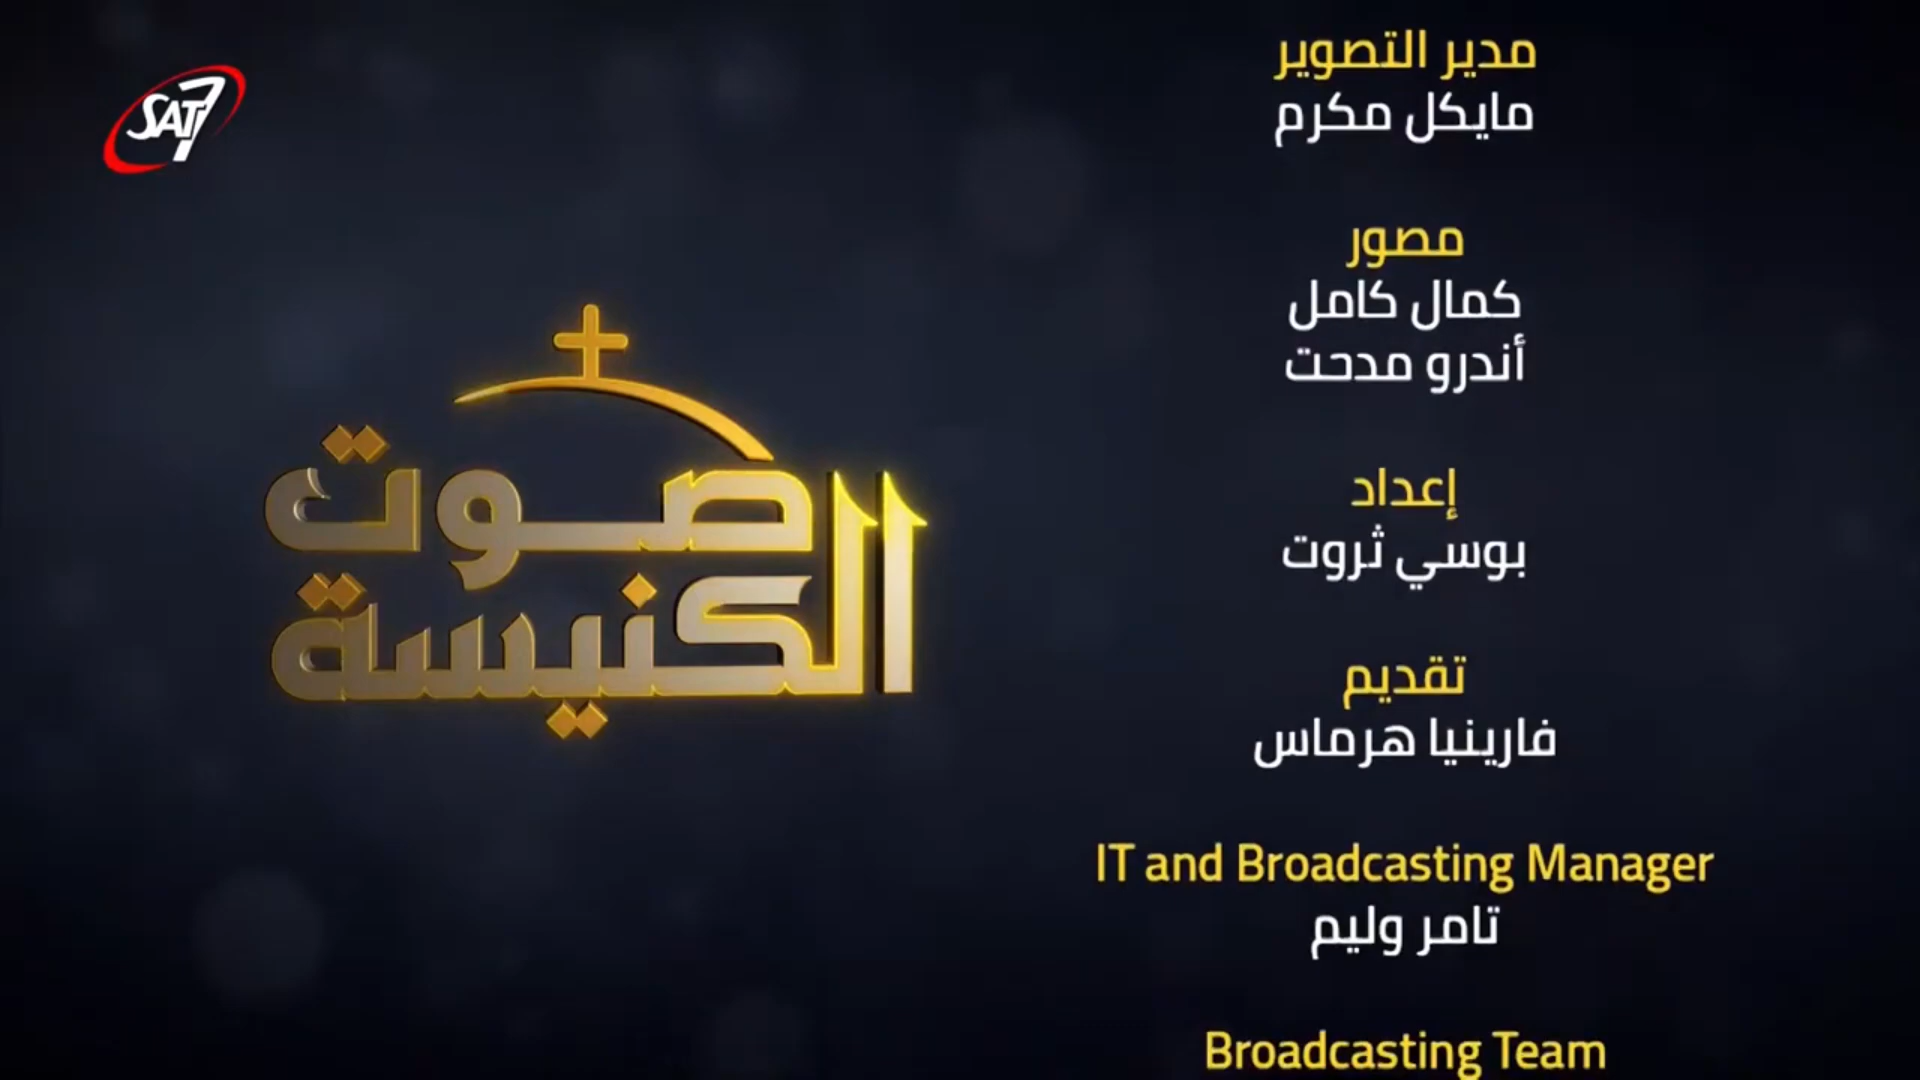 SAT7
صوت
الكنيسة
مدير التصوير
مايكل مكرم
مصور
كمال كامل
أندرو مدحت
إعداد
بوسي ثروت
تقديم
فارينيا هرماس
IT and Broadcasting Manager
تامر وليم
Broadcasting Team